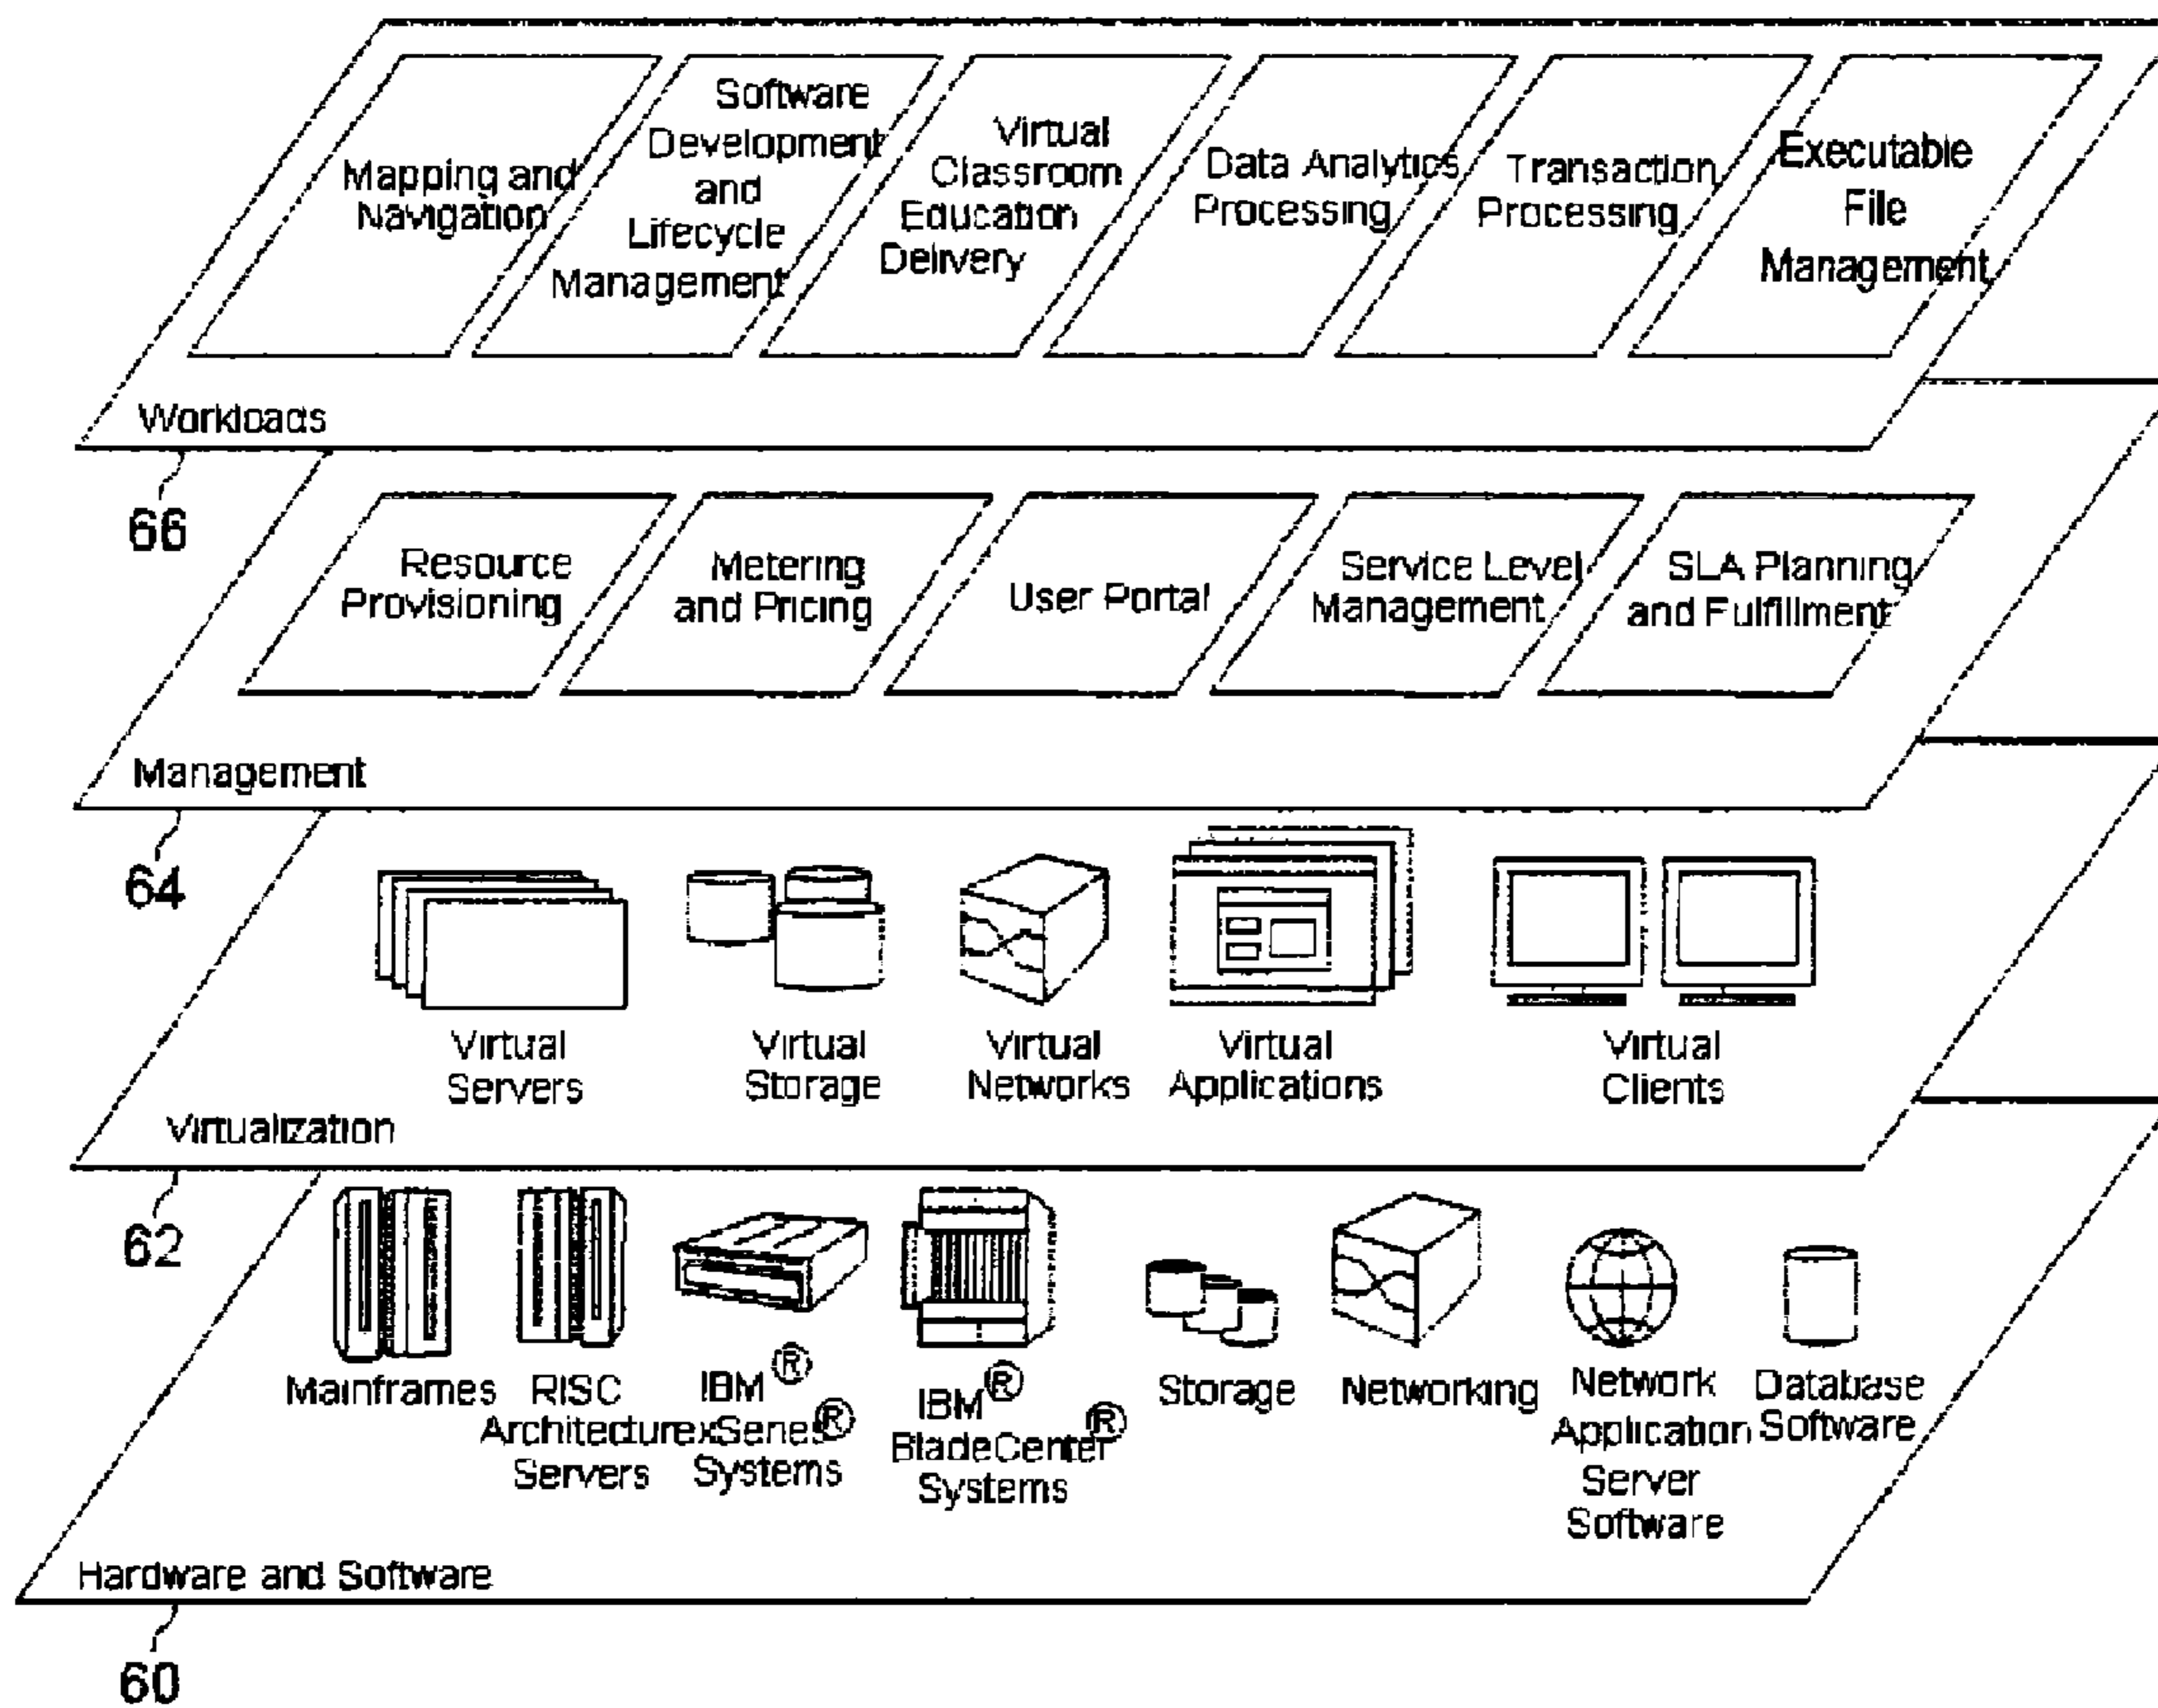 Mapping and
Navigation
Software
Development
and
Lifecycle
Management
Virtual
Classroom
Education
Delivery
Data Analytics
Processing
Transaction
Processing
Executable
File
Management
Workloads
66
Resource
Provisioning
Metering
and Pricing
User Portal
Service Level
Management
SLA Planning
and Fulfillment
Management
64
Virtual
Servers
Virtual
Storage
Virtual
Networks
Virtual
Applications
Virtual
Clients
Virtualization
62
Mainframes
RISC
Architecture
Servers
IBM ®
xSeries®
Systems
IBM ®
BladeCenter ®
Systems
Storage
Networking
Network
Application
Server
Software
Database
Software
Hardware and Software
60